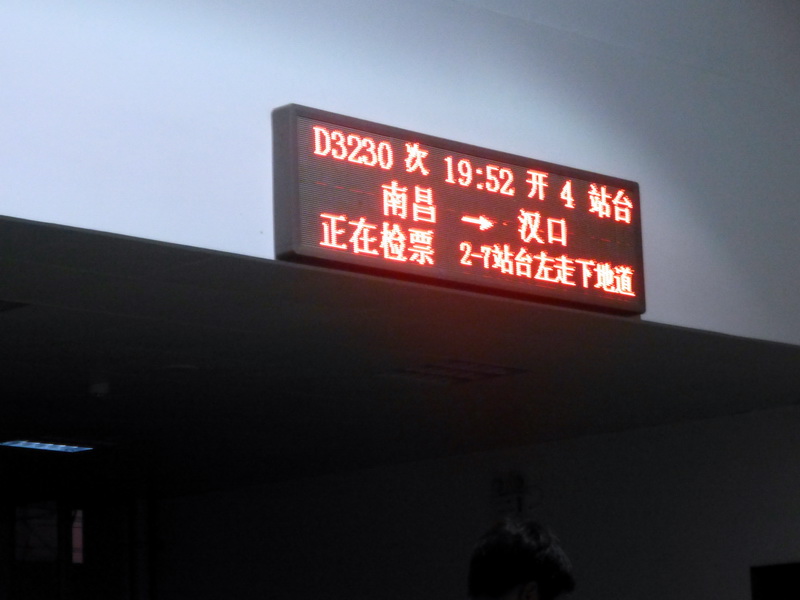 D3230 次 19:52 开 4 站台
南昌 → 汉口
正在检票 2-7站台左走下地道